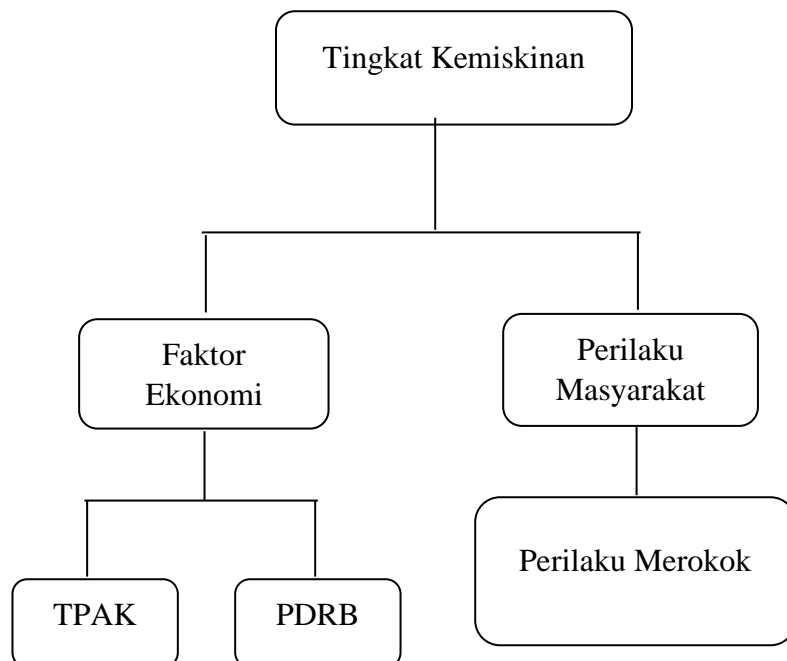 Tingkat Kemiskinan
Faktor
Ekonomi
Perilaku
Masyarakat
TPAK
PDRB
Perilaku Merokok